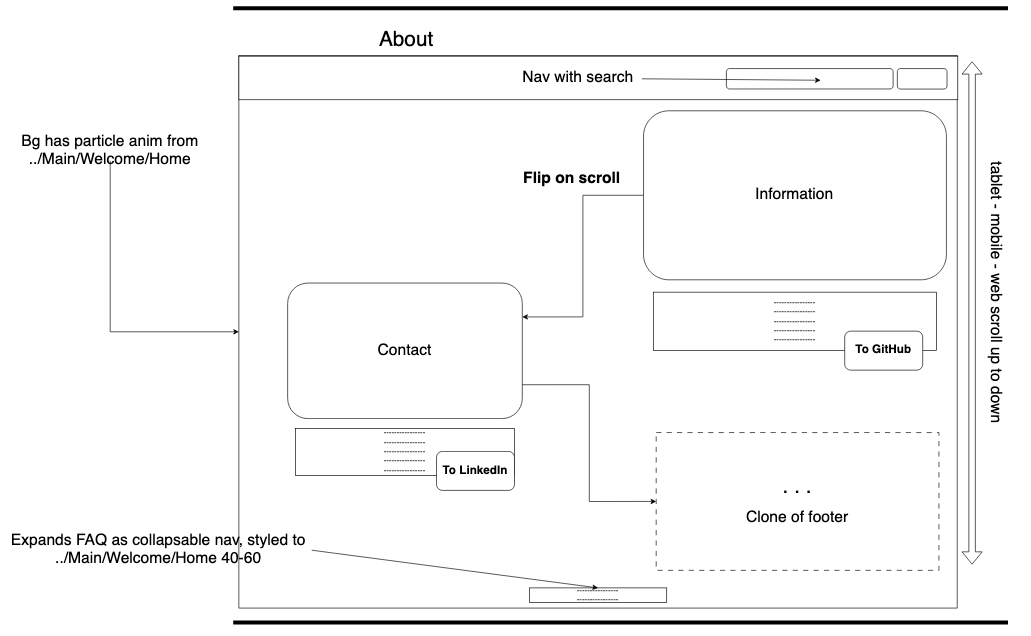 About
Nav with search
Bg has particle anim from
../Main/Welcome/Home
Flip on scroll
Information
tablet - mobile - web scroll up to down
To GitHub
Contact
To LinkedIn
. . .
Clone of footer
Expands FAQ as collapsable nav, styled to
../Main/Welcome/Home 40-60